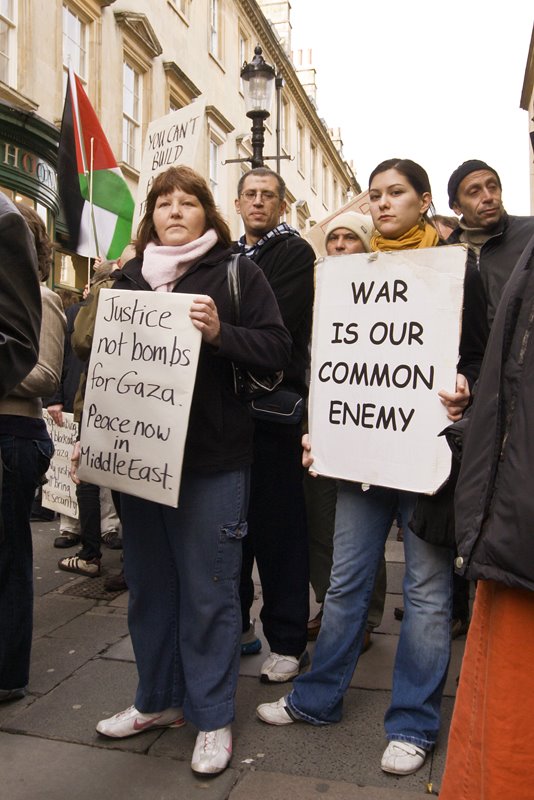 YOU CAN'T
BUILD
Justice
not bombs
for Gaza.
Peace now
in
Middle East.
WAR
IS OUR
COMMON
ENEMY